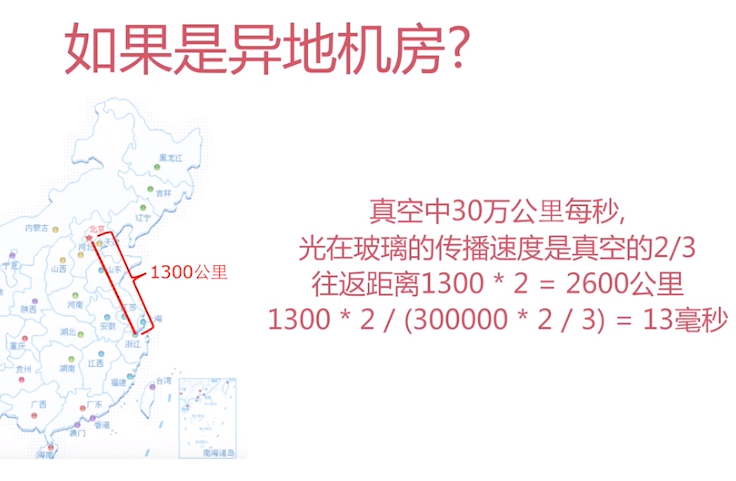 如果是异地机房?
黑龙江
吉林
辽宁
内蒙古
北京
天津
河北
宁夏
山西
山东
1300公里
陕西
河南
江苏
安徽
海
湖北
浙江
重庆
湖南
江西
贵州
福建
台湾
广西
广东
香港
澳门
海南
南海诸岛
真空中30万公里每秒,
光在玻璃的传播速度是真空的2/3
往返距离1300 * 2 = 2600公里
1300 * 2 / (300000 * 2 / 3) = 13毫秒